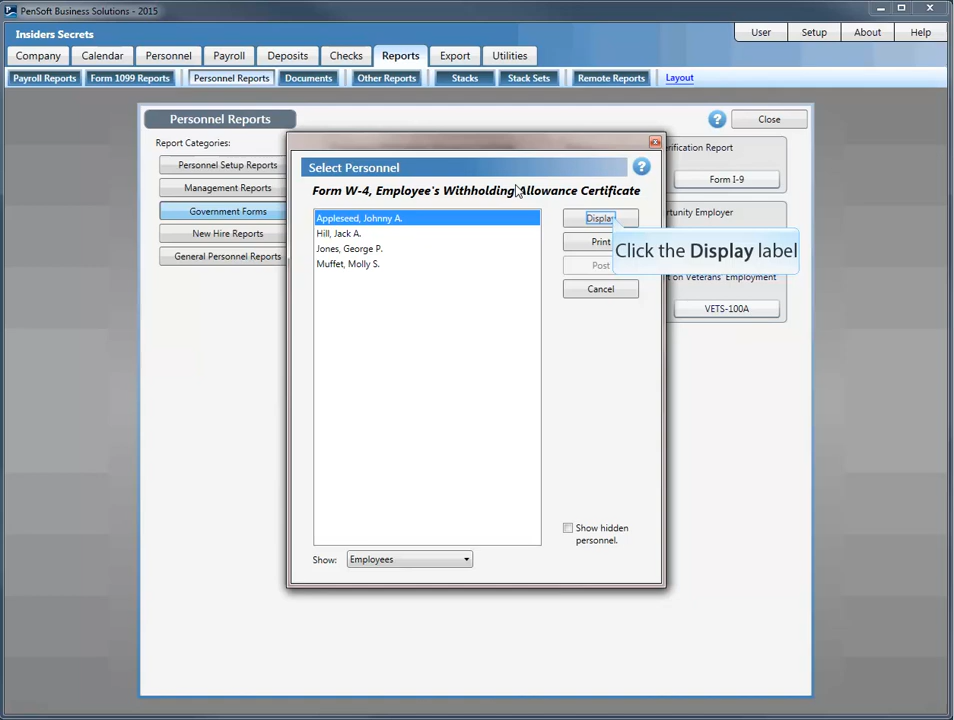 PenSoft Business Solutions - 2015
Insiders Secrets
User Setup About Help
Company Calendar Personnel Payroll Deposits Checks Reports Export Utilities
Payroll Reports Form 1099 Reports Personnel Reports Documents Other Reports Stacks Stack Sets Remote Reports Layout
Personnel Reports
? Close
Report Categories:
Personnel Setup Reports
Management Reports
Government Forms
New Hire Reports
General Personnel Reports
Select Personnel
?
Form W-4, Employee's Withholding Allowance Certificate
Appleseed, Johnny A.
Hill, Jack A.
Jones, George P.
Muffet, Molly S.
Display
Print
Post
Cancel
Click the Display label
Show hidden
personnel.
Show: Employees
rification Report
Form I-9
rtunity Employer
t on Veterans' Employment
VETS-100A